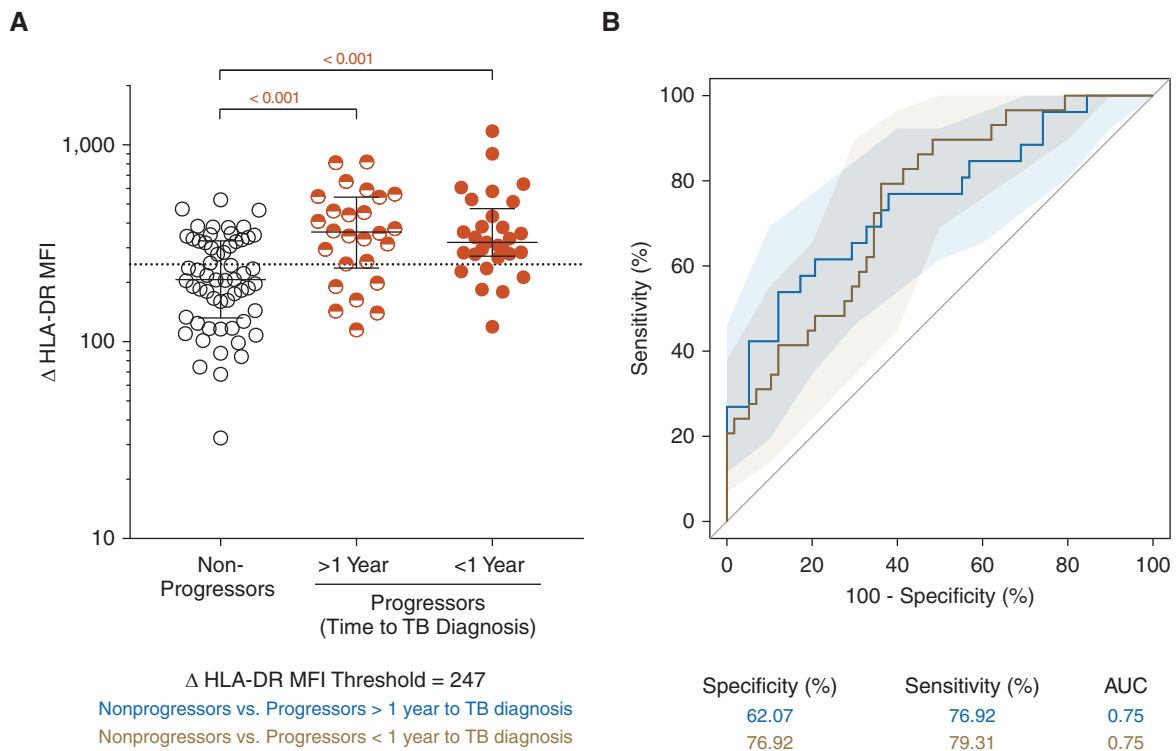 A
< 0.001
< 0.001
1,000
100
10
Δ HLA-DR MFI
Non-
Progressors
>1 Year
<1 Year
Progressors
(Time to TB Diagnosis)
Δ HLA-DR MFI Threshold = 247
Nonprogressors vs. Progressors > 1 year to TB diagnosis
Nonprogressors vs. Progressors < 1 year to TB diagnosis
B
100
80
60
40
20
0
Sensitivity (%)
0 20 40 60 80 100
100 - Specificity (%)
Specificity (%) Sensitivity (%) AUC
62.07 76.92 0.75
76.92 79.31 0.75